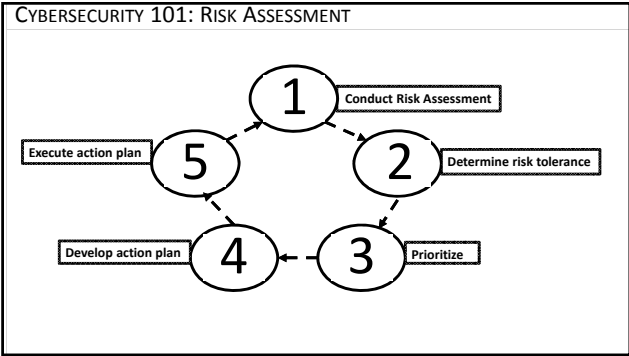 CYBERSECURITY 101: RISK ASSESSMENT
1
Conduct Risk Assessment
2
Determine risk tolerance
3
Prioritize
4
Develop action plan
5
Execute action plan